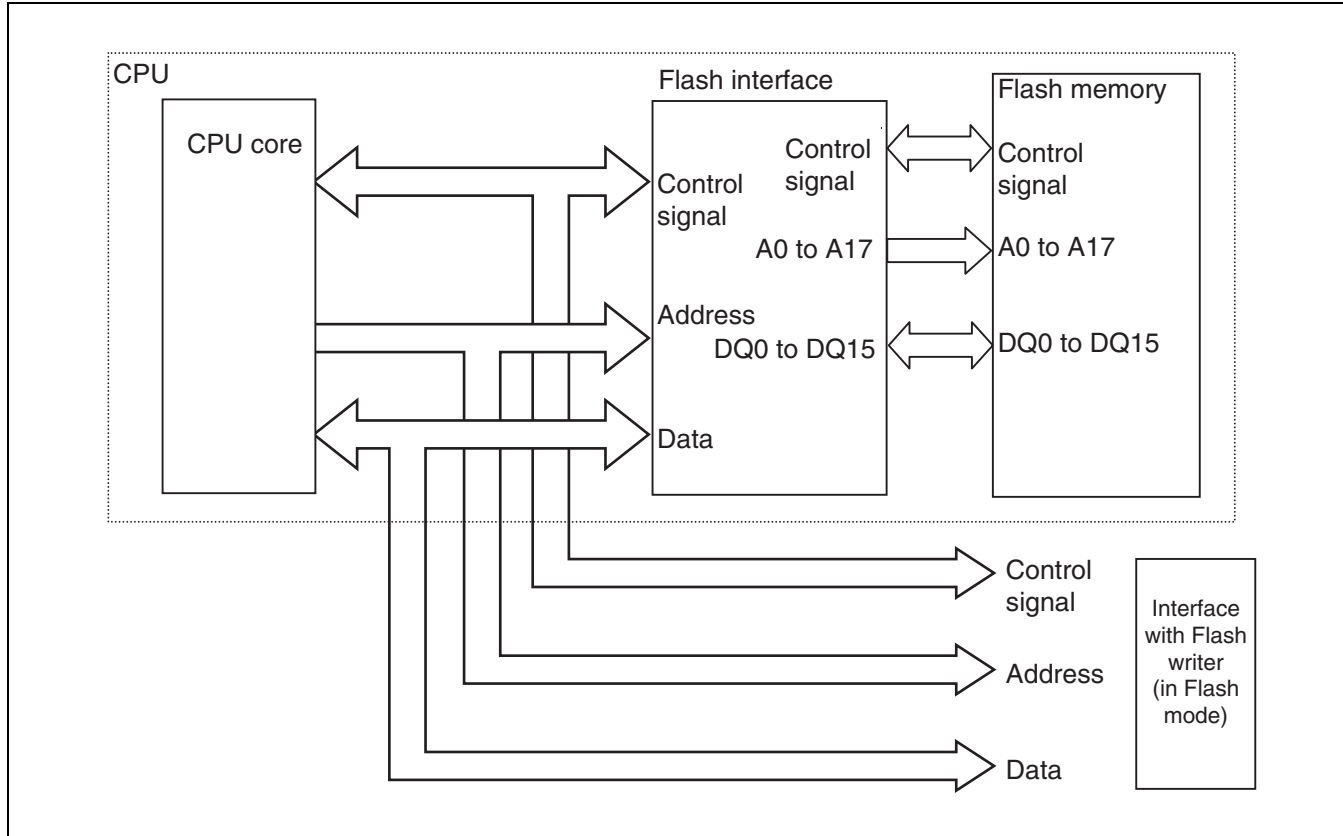 CPU
CPU core
Flash interface
Control
signal
Address
Data
Control
signal
A0 to A17
DQ0 to DQ15
Flash memory
Control
signal
A0 to A17
DQ0 to DQ15
Control
signal
Address
Data
Interface
with Flash
writer
(in Flash
mode)